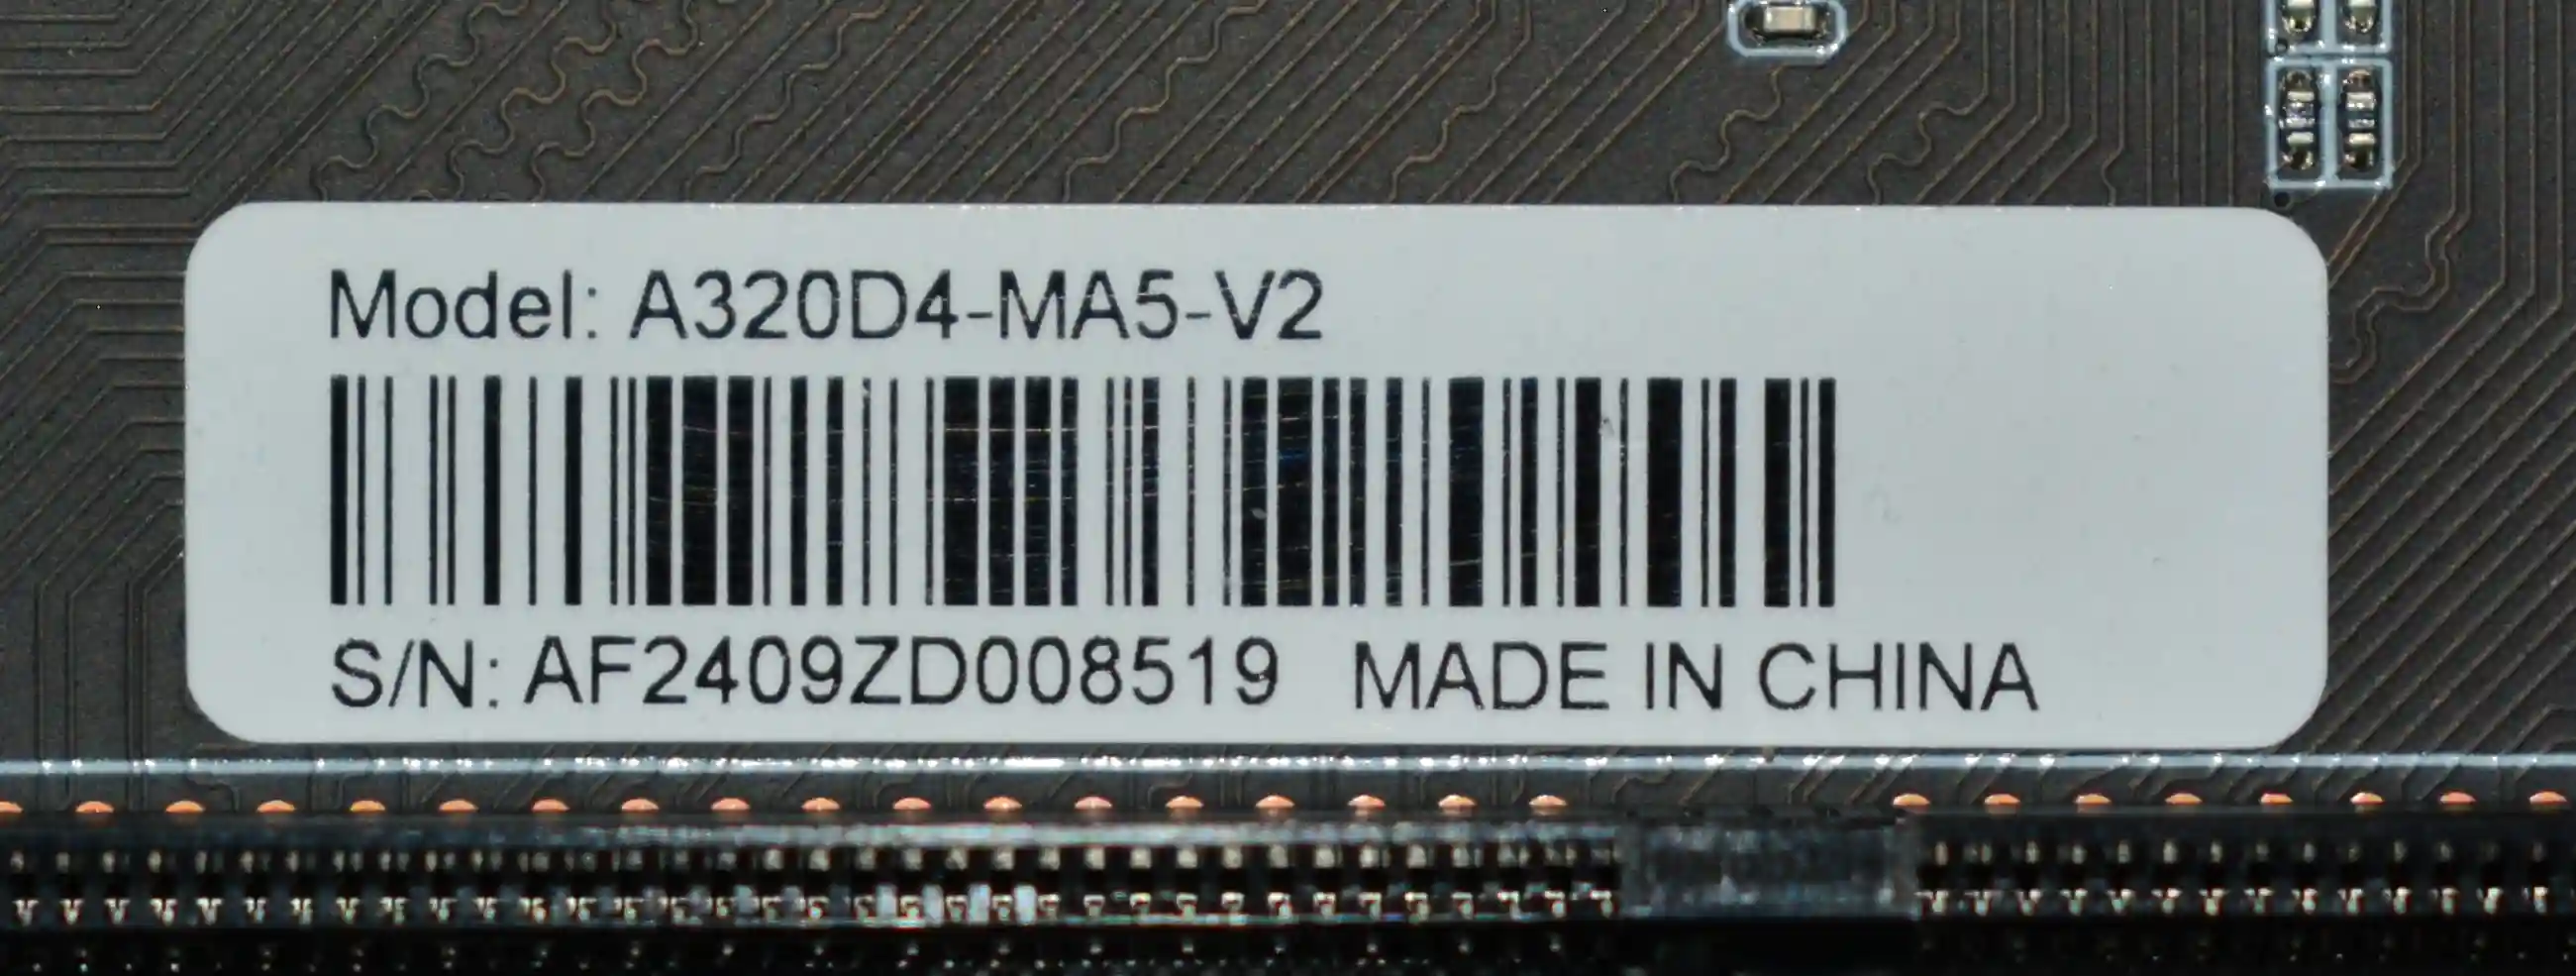 Model: A320D4-MA5-V2
S/N: AF2409ZD008519 MADE IN CHINA